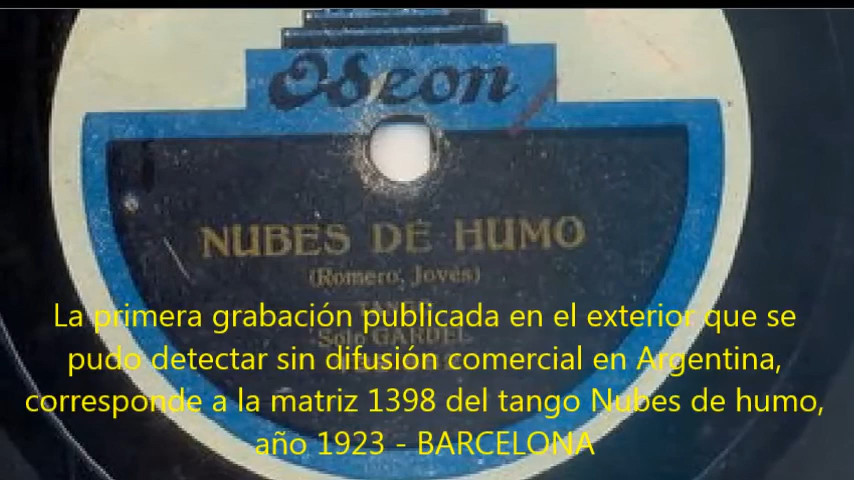 Odeon
NUBES DE HUMO
(Romero, Jovés)
TANGO
Solo GARDEL
La primera grabación publicada en el exterior que se
pudo detectar sin difusión comercial en Argentina,
corresponde a la matriz 1398 del tango Nubes de humo,
año 1923 - BARCELONA